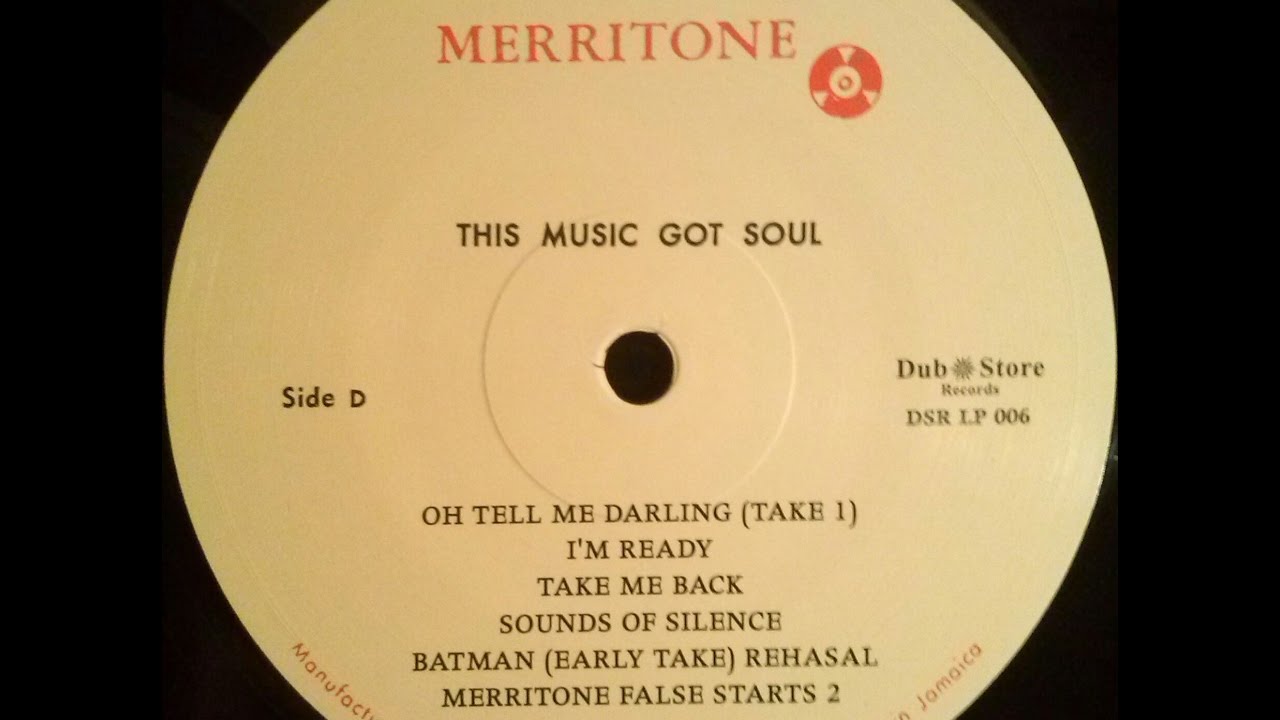 MERRITONE
THIS MUSIC GOT SOUL
Side D
Dub Store
Records
DSR LP 006
OH TELL ME DARLING (TAKE 1)
I'M READY
TAKE ME BACK
SOUNDS OF SILENCE
BATMAN (EARLY TAKE) REHASAL
MERRITONE FALSE STARTS 2
Jamaica